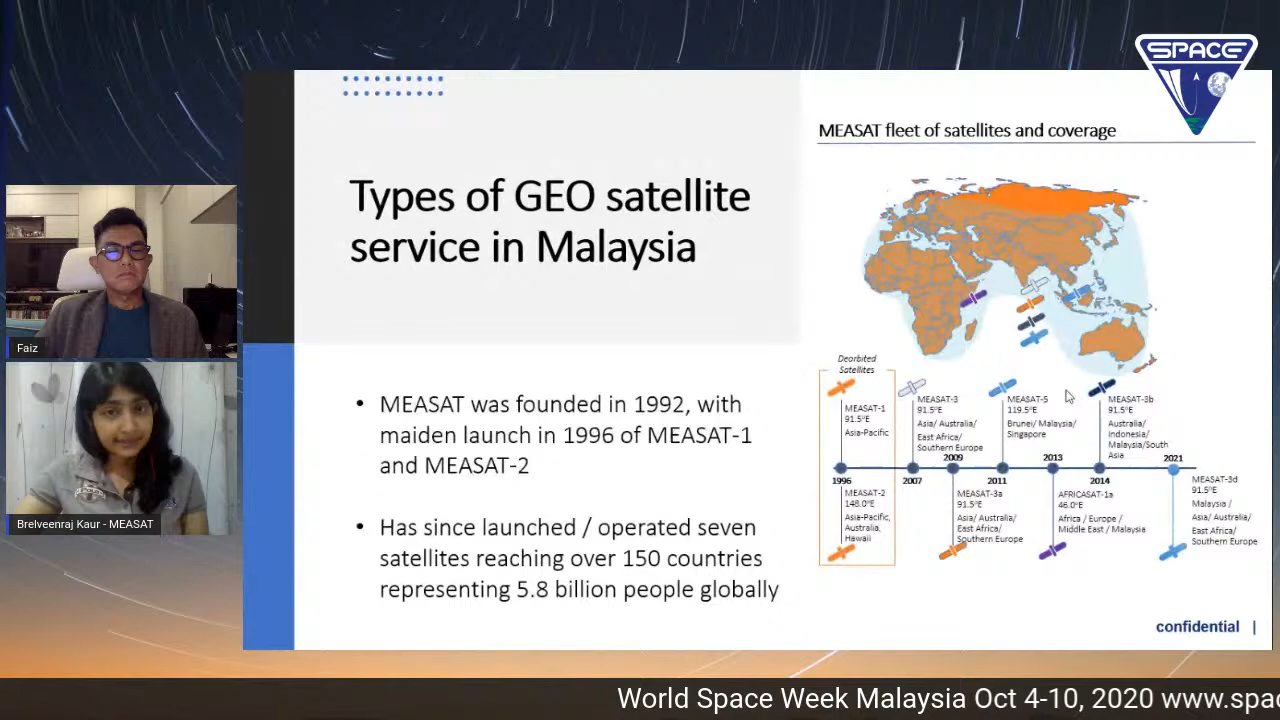 SPACE
MEASAT fleet of satellites and coverage
Types of GEO satellite
service in Malaysia
Faiz
Brelveenraj Kaur - MEASAT
• MEASAT was founded in 1992, with
maiden launch in 1996 of MEASAT-1
and MEASAT-2
• Has since launched / operated seven
satellites reaching over 150 countries
representing 5.8 billion people globally
Deorbited
Satellites
MEASAT-1
91.5°E
Asia-Pacific
MEASAT-3
91.5°E
Asia/ Australia/
East Africa/
Southern Europe
MEASAT-5
119.5°E
Brunei/ Malaysia/
Singapore
MEASAT-3b
91.5°E
Australia/
Indonesia/
Malaysia/South
Asia
1996
2007
2009
2011
2013
2014
2021
MEASAT-2
148.0°E
Asia-Pacific,
Australia,
Hawaii
MEASAT-3a
91.5°E
Asia/ Australia/
East Africa/
Southern Europe
AFRICASAT-1a
46.0°E
Africa / Europe /
Middle East / Malaysia
MEASAT-3d
91.5°E
Malaysia /
Asia/ Australia/
East Africa/
Southern Europe
confidential |
World Space Week Malaysia Oct 4-10, 2020 www.spac